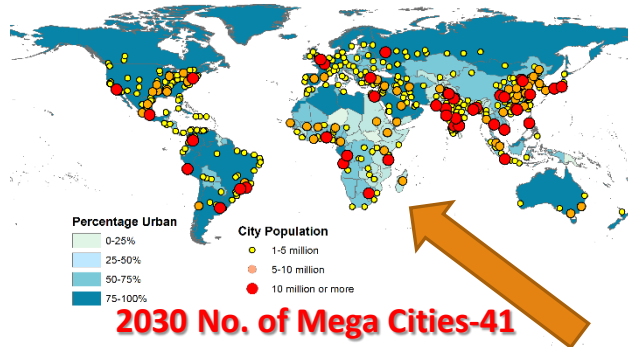 Percentage Urban
0-25%
25-50%
50-75%
75-100%
City Population
1-5 million
5-10 million
10 million or more
2030 No. of Mega Cities-41